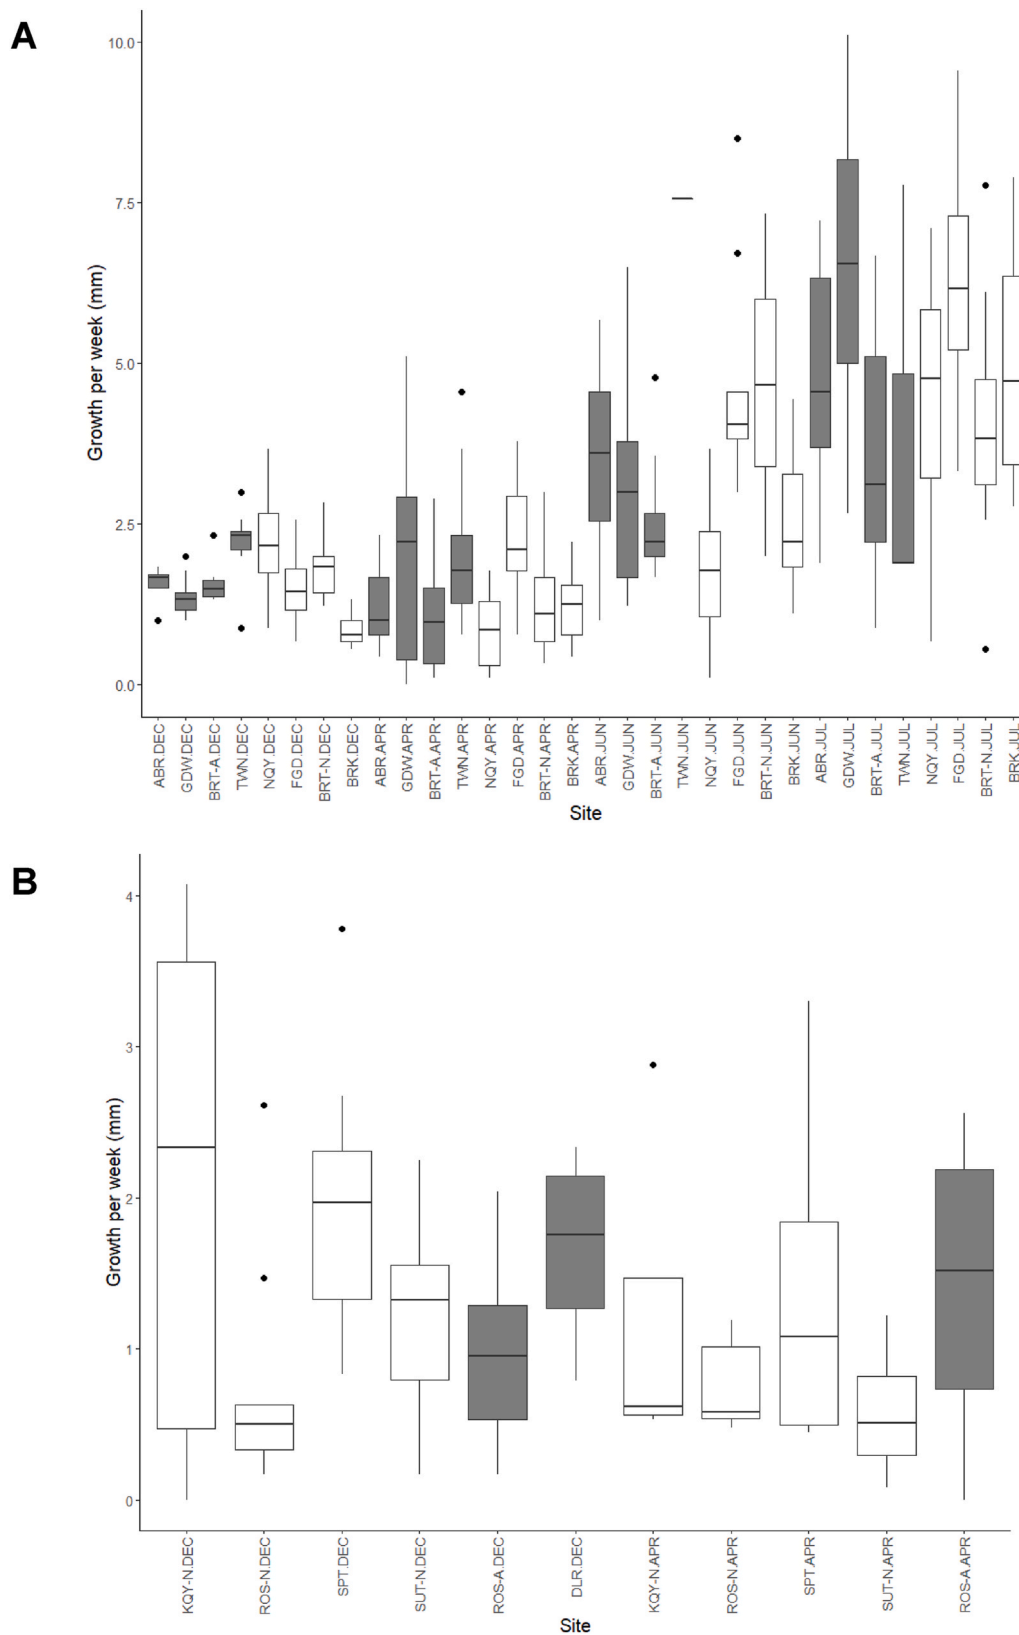 A
10.0
7.5
5.0
2.5
0.0
Growth per week (mm)
ABR.DEC
GDW.DEC
BRT-A.DEC
TWN.DEC
NQY.DEC
FGD.DEC
BRT-N.DEC
BRK.DEC
ABR.APR
GDW.APR
BRT-A.APR
TWN.APR
NQY.APR
FGD.APR
BRT-N.APR
BRK.APR
ABR.JUN
GDW.JUN
BRT-A.JUN
TWN.JUN
NQY.JUN
FGD.JUN
BRT-N.JUN
BRK.JUN
ABR.JUL
GDW.JUL
BRT-A.JUL
TWN.JUL
NQY.JUL
FGD.JUL
BRT-N.JUL
BRK.JUL
Site
B
4
3
2
1
0
Growth per week (mm)
KQY-N.DEC
ROS-N.DEC
SPT.DEC
SUT-N.DEC
ROS-A.DEC
DLR.DEC
KQY-N.APR
ROS-N.APR
SPT.APR
SUT-N.APR
ROS-A.APR
Site